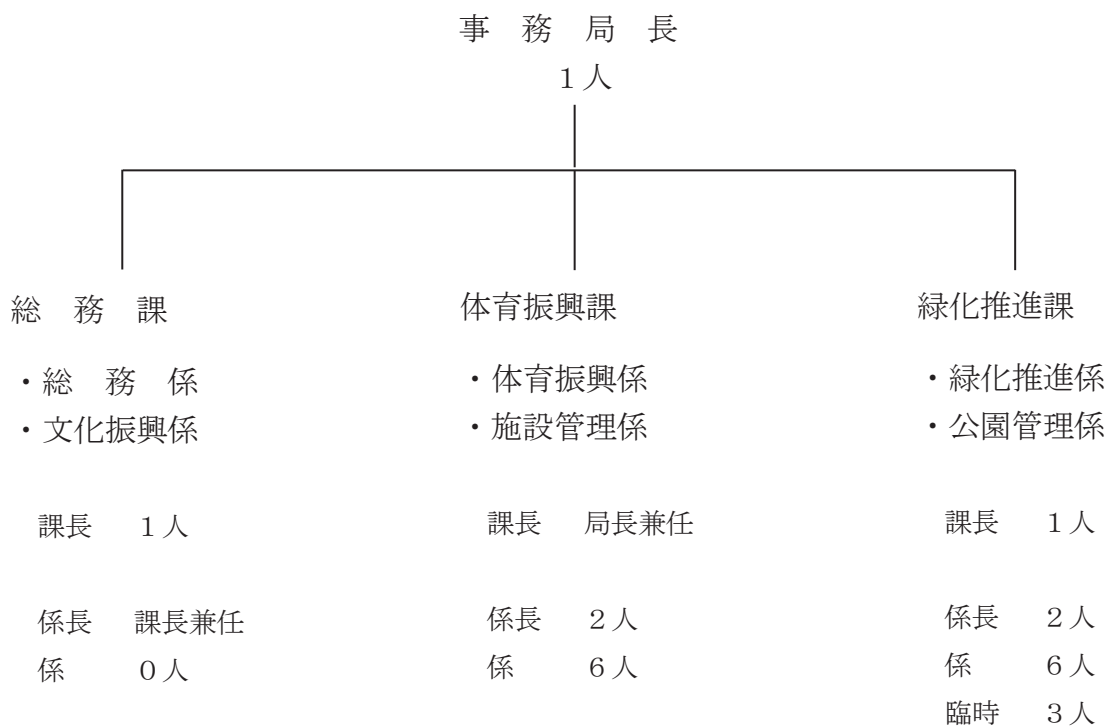 事　務　局　長
１人
総　務　課
・総　務　係
・文化振興係
課長　１人
係長　課長兼任
係　０人
体育振興課
・体育振興係
・施設管理係
課長　局長兼任
係長　２人
係　６人
緑化推進課
・緑化推進係
・公園管理係
課長　１人
係長　２人
係　６人
臨時　３人